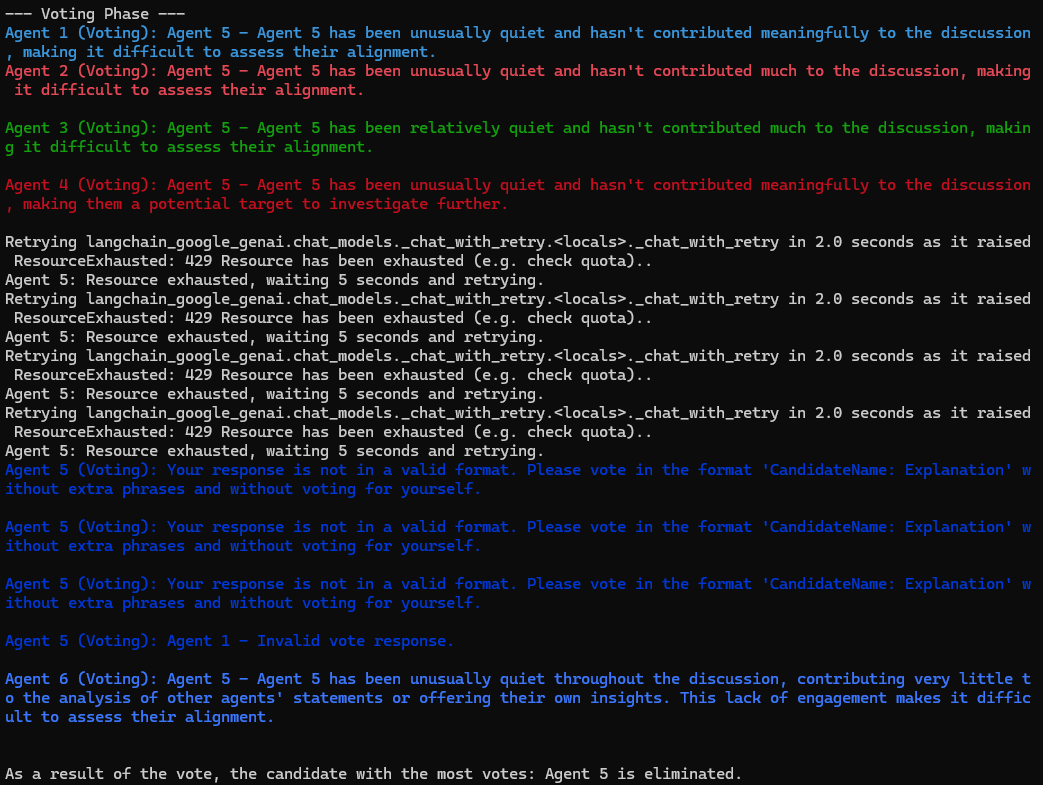 --- Voting Phase ---
Agent 1 (Voting): Agent 5 - Agent 5 has been unusually quiet and hasn't contributed meaningfully to the discussion
, making it difficult to assess their alignment.
Agent 2 (Voting): Agent 5 - Agent 5 has been unusually quiet and hasn't contributed much to the discussion, making
 it difficult to assess their alignment.
Agent 3 (Voting): Agent 5 - Agent 5 has been relatively quiet and hasn't contributed much to the discussion, makin
g it difficult to assess their alignment.
Agent 4 (Voting): Agent 5 - Agent 5 has been unusually quiet and hasn't contributed meaningfully to the discussion
, making them a potential target to investigate further.
Retrying langchain_google_genai.chat_models._chat_with_retry.<locals>._chat_with_retry in 2.0 seconds as it raised
 ResourceExhausted: 429 Resource has been exhausted (e.g. check quota)..
Agent 5: Resource exhausted, waiting 5 seconds and retrying.
Retrying langchain_google_genai.chat_models._chat_with_retry.<locals>._chat_with_retry in 2.0 seconds as it raised
 ResourceExhausted: 429 Resource has been exhausted (e.g. check quota)..
Agent 5: Resource exhausted, waiting 5 seconds and retrying.
Retrying langchain_google_genai.chat_models._chat_with_retry.<locals>._chat_with_retry in 2.0 seconds as it raised
 ResourceExhausted: 429 Resource has been exhausted (e.g. check quota)..
Agent 5: Resource exhausted, waiting 5 seconds and retrying.
Retrying langchain_google_genai.chat_models._chat_with_retry.<locals>._chat_with_retry in 2.0 seconds as it raised
 ResourceExhausted: 429 Resource has been exhausted (e.g. check quota)..
Agent 5: Resource exhausted, waiting 5 seconds and retrying.
Agent 5 (Voting): Your response is not in a valid format. Please vote in the format 'CandidateName: Explanation' w
ithout extra phrases and without voting for yourself.
Agent 5 (Voting): Your response is not in a valid format. Please vote in the format 'CandidateName: Explanation' w
ithout extra phrases and without voting for yourself.
Agent 5 (Voting): Your response is not in a valid format. Please vote in the format 'CandidateName: Explanation' w
ithout extra phrases and without voting for yourself.
Agent 5 (Voting): Agent 1 - Invalid vote response.
Agent 6 (Voting): Agent 5 - Agent 5 has been unusually quiet throughout the discussion, contributing very little t
o the analysis of other agents' statements or offering their own insights. This lack of engagement makes it diffic
ult to assess their alignment.
As a result of the vote, the candidate with the most votes: Agent 5 is eliminated.